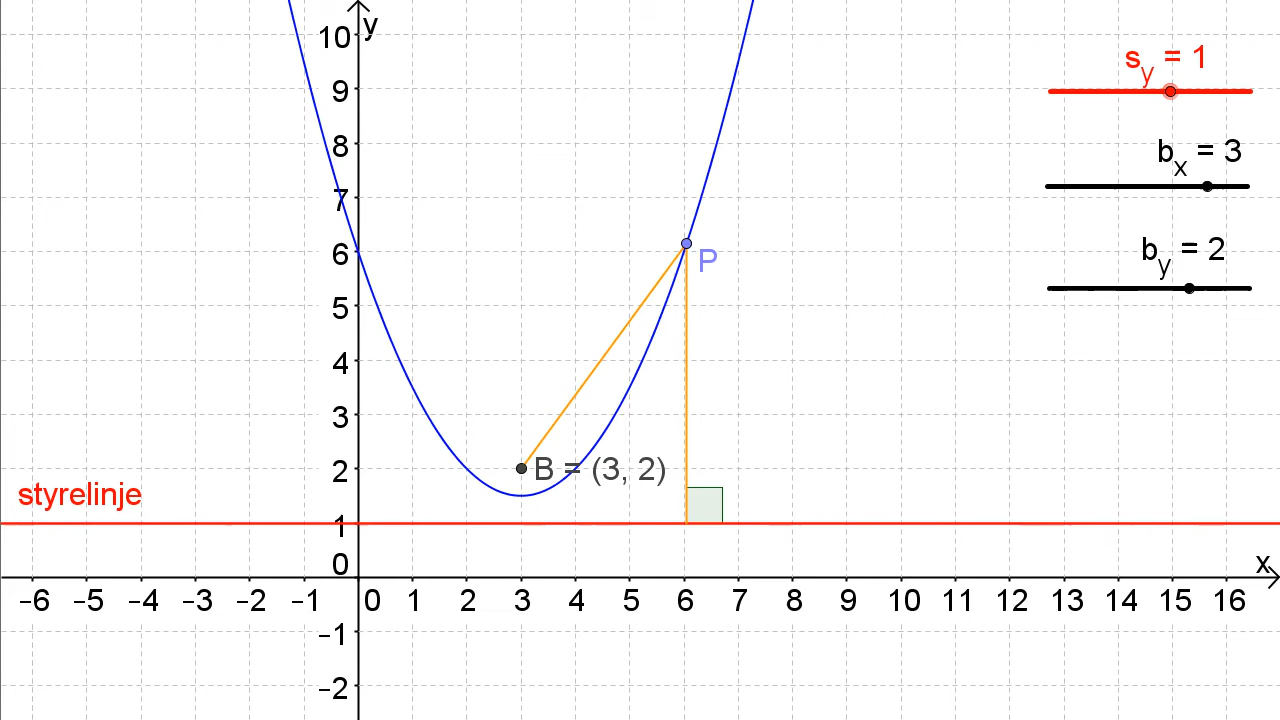 y
10
9
8
7
6
5
4
3
2
1
0
−1
−2
s_y = 1
b_x = 3
b_y = 2
P
B = (3, 2)
styrelinje
x
−6 −5 −4 −3 −2 −1 0 1 2 3 4 5 6 7 8 9 10 11 12 13 14 15 16